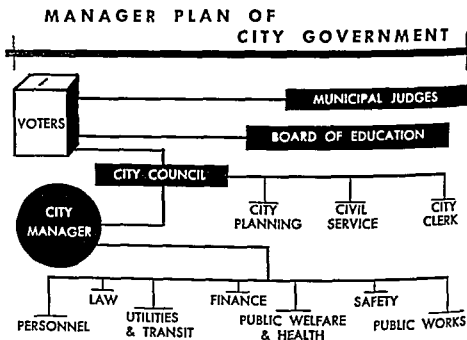 MANAGER PLAN OF
CITY GOVERNMENT
VOTERS
MUNICIPAL JUDGES
BOARD OF EDUCATION
CITY COUNCIL
CITY
PLANNING
CIVIL
SERVICE
CITY
CLERK
CITY
MANAGER
PERSONNEL
LAW
UTILITIES
& TRANSIT
FINANCE
PUBLIC WELFARE
& HEALTH
SAFETY
PUBLIC WORKS